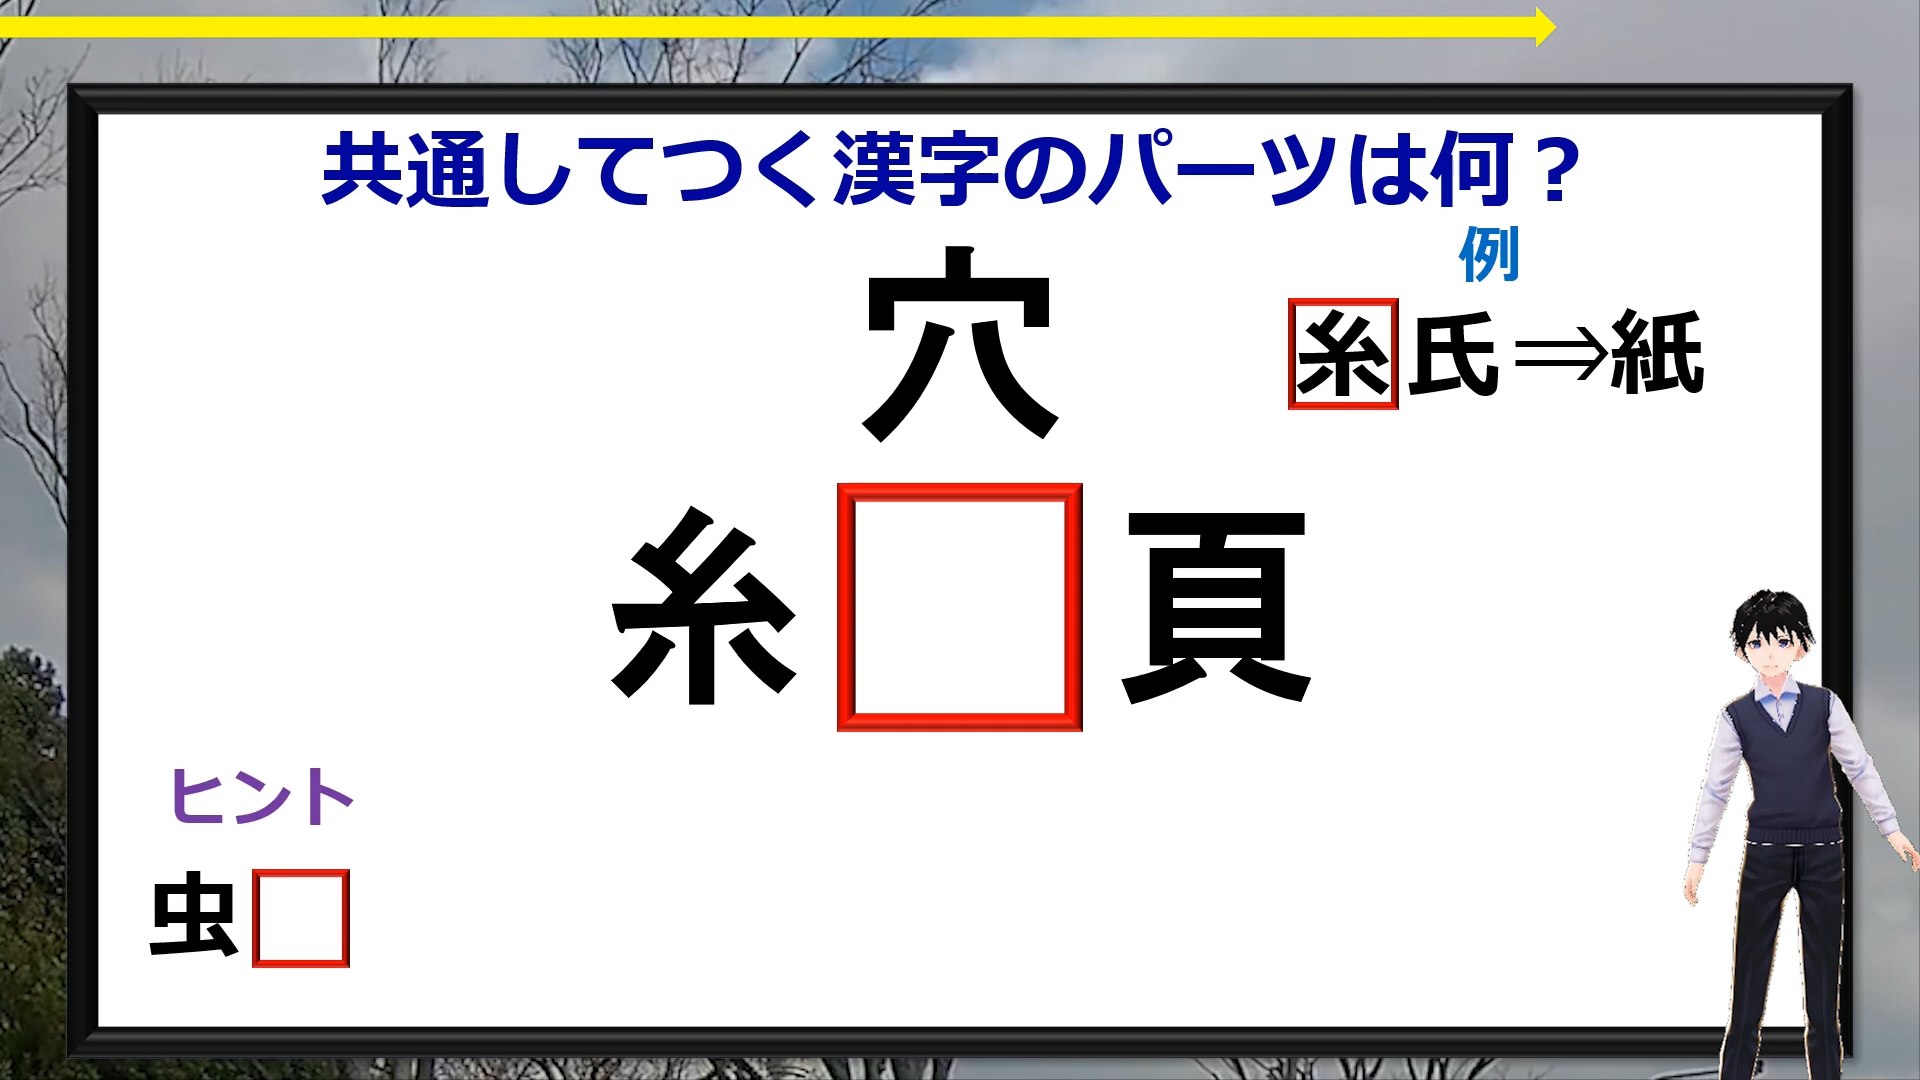 共通してつく漢字のパーツは何？
例
糸氏⇒紙
穴
糸 頁
ヒント
虫